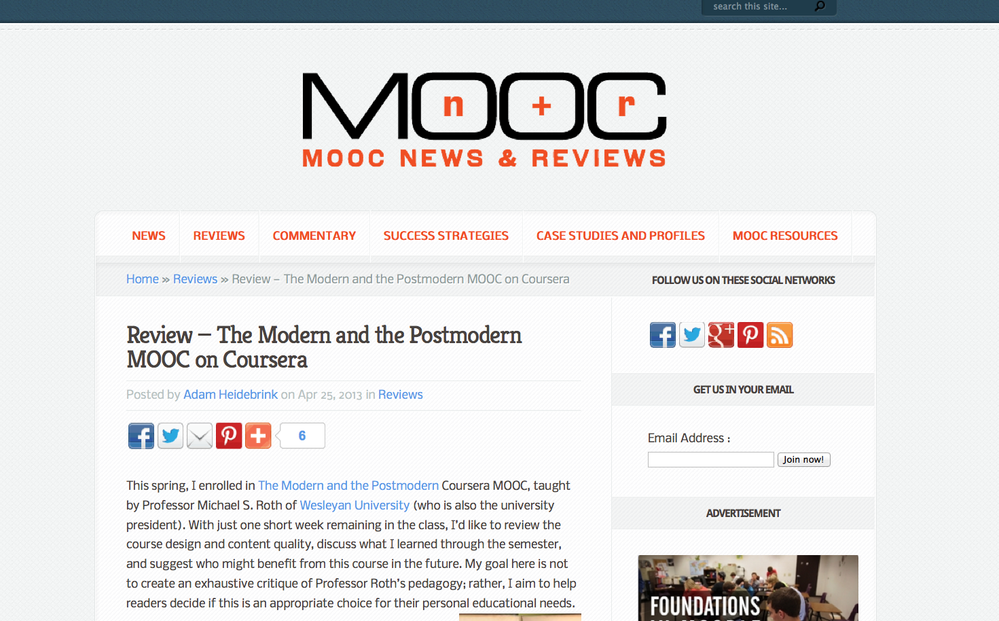 search this site...
MOOC
n + r
MOOC NEWS & REVIEWS
NEWS
REVIEWS
COMMENTARY
SUCCESS STRATEGIES
CASE STUDIES AND PROFILES
MOOC RESOURCES
Home » Reviews » Review – The Modern and the Postmodern MOOC on Coursera
FOLLOW US ON THESE SOCIAL NETWORKS
Review – The Modern and the Postmodern
MOOC on Coursera
Posted by Adam Heidebrink on Apr 25, 2013 in Reviews
6
This spring, I enrolled in The Modern and the Postmodern Coursera MOOC, taught
by Professor Michael S. Roth of Wesleyan University (who is also the university
president). With just one short week remaining in the class, I'd like to review the
course design and content quality, discuss what I learned through the semester,
and suggest who might benefit from this course in the future. My goal here is not
to create an exhaustive critique of Professor Roth's pedagogy; rather, I aim to help
readers decide if this is an appropriate choice for their personal educational needs.
GET US IN YOUR EMAIL
Email Address :
Join now!
ADVERTISEMENT
FOUNDATIONS